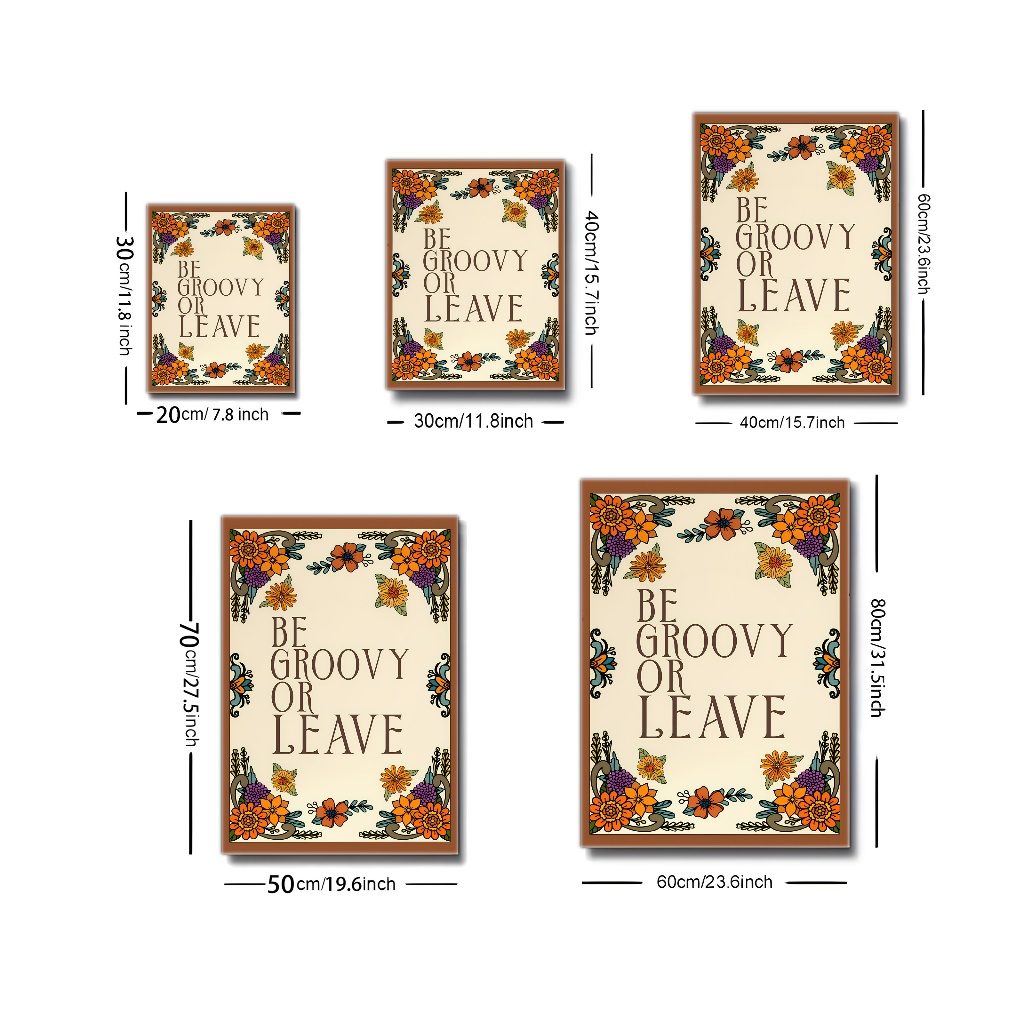 BE
GROOVY
OR
LEAVE
30cm/11.8 inch
20cm/ 7.8 inch
BE
GROOVY
OR
LEAVE
40cm/15.7inch
30cm/11.8inch
BE
GROOVY
OR
LEAVE
60cm/23.6inch
40cm/15.7inch
BE
GROOVY
OR
LEAVE
70cm/27.5inch
50cm/19.6inch
BE
GROOVY
OR
LEAVE
80cm/31.5inch
60cm/23.6inch